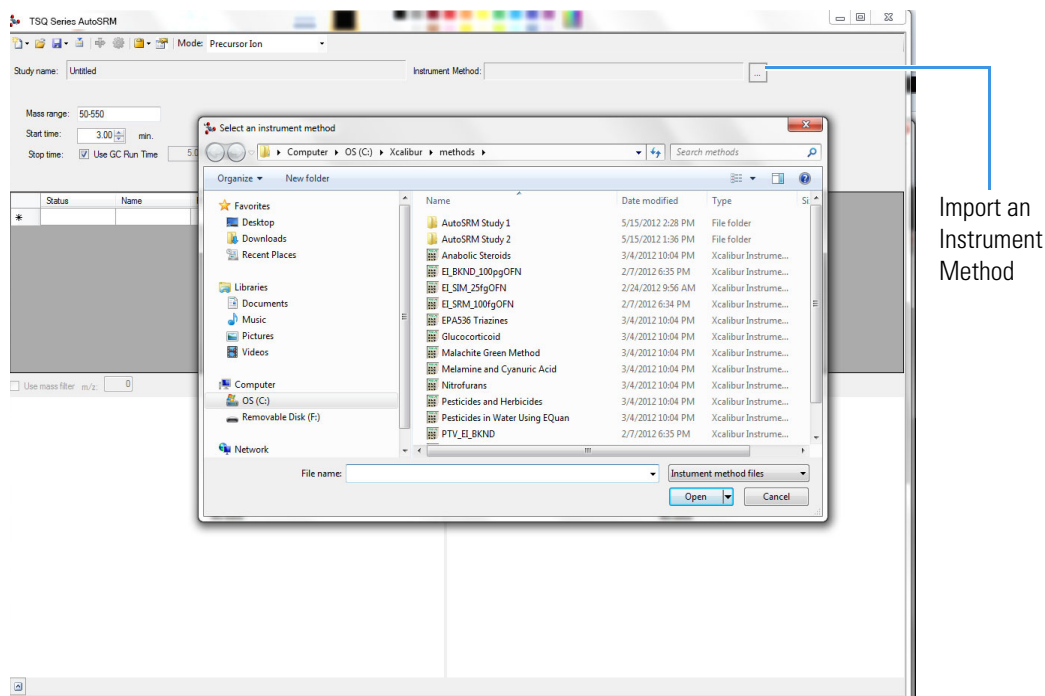 TSQ Series AutoSRM
Mode: Precursor Ion
Study name: Untitled Instrument Method: ...
Mass range: 50-550
Start time: 3.00 min.
Stop time: Use GC Run Time 5.0
Status Name
*
Use mass filter m/z: 0
Select an instrument method
Computer OS (C:) Xcalibur methods Search methods
Organize New folder
Favorites
Desktop
Downloads
Recent Places
Libraries
Documents
Music
Pictures
Videos
Computer
OS (C:)
Removable Disk (F:)
Network
Name Date modified Type Si
AutoSRM Study 1 5/15/2012 2:28 PM File folder
AutoSRM Study 2 5/15/2012 1:36 PM File folder
Anabolic Steroids 3/4/2012 10:04 PM Xcalibur Instrume...
EI_BKND_100pgOFN 2/7/2012 6:35 PM Xcalibur Instrume...
EI_SIM_25fgOFN 2/24/2012 9:56 AM Xcalibur Instrume...
EI_SRM_100fgOFN 2/7/2012 6:34 PM Xcalibur Instrume...
EPA536 Triazines 3/4/2012 10:04 PM Xcalibur Instrume...
Glucocorticoid 3/4/2012 10:04 PM Xcalibur Instrume...
Malachite Green Method 3/4/2012 10:04 PM Xcalibur Instrume...
Melamine and Cyanuric Acid 3/4/2012 10:04 PM Xcalibur Instrume...
Nitrofurans 3/4/2012 10:04 PM Xcalibur Instrume...
Pesticides and Herbicides 3/4/2012 10:04 PM Xcalibur Instrume...
Pesticides in Water Using EQuan 3/4/2012 10:04 PM Xcalibur Instrume...
PTV_EI_BKND 2/7/2012 6:35 PM Xcalibur Instrume...
File name: Instument method files
Open Cancel
Import an
Instrument
Method